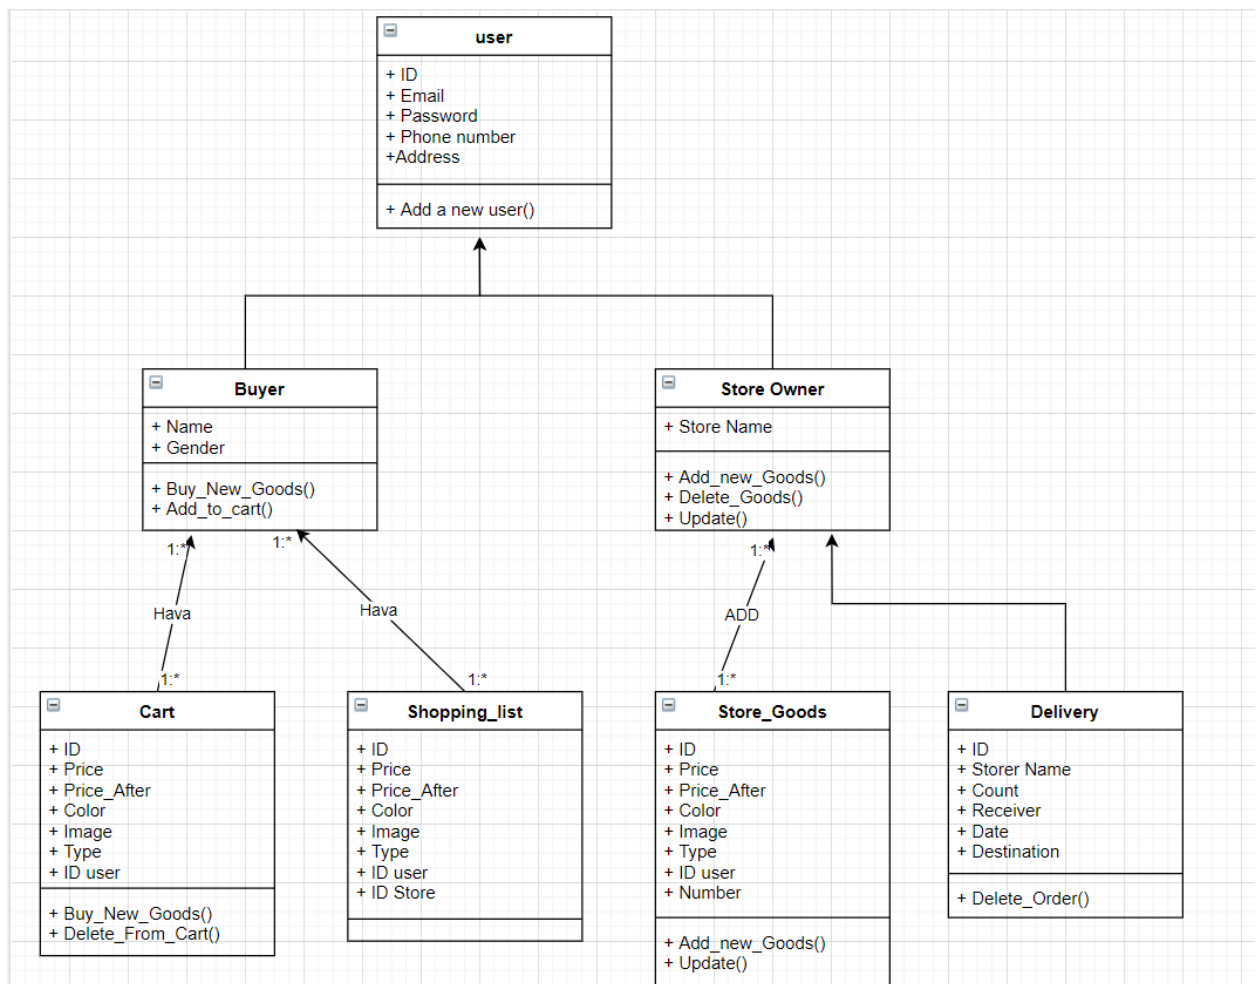 user
+ ID
+ Email
+ Password
+ Phone number
+Address
+ Add a new user()
Buyer
+ Name
+ Gender
+ Buy_New_Goods()
+ Add_to_cart()
Store Owner
+ Store Name
+ Add_new_Goods()
+ Delete_Goods()
+ Update()
1:*
1:*
1:*
Hava
Hava
ADD
1:*
1:*
1:*
Cart
+ ID
+ Price
+ Price_After
+ Color
+ Image
+ Type
+ ID user
+ Buy_New_Goods()
+ Delete_From_Cart()
Shopping_list
+ ID
+ Price
+ Price_After
+ Color
+ Image
+ Type
+ ID user
+ ID Store
Store_Goods
+ ID
+ Price
+ Price_After
+ Color
+ Image
+ Type
+ ID user
+ Number
+ Add_new_Goods()
+ Update()
Delivery
+ ID
+ Storer Name
+ Count
+ Receiver
+ Date
+ Destination
+ Delete_Order()